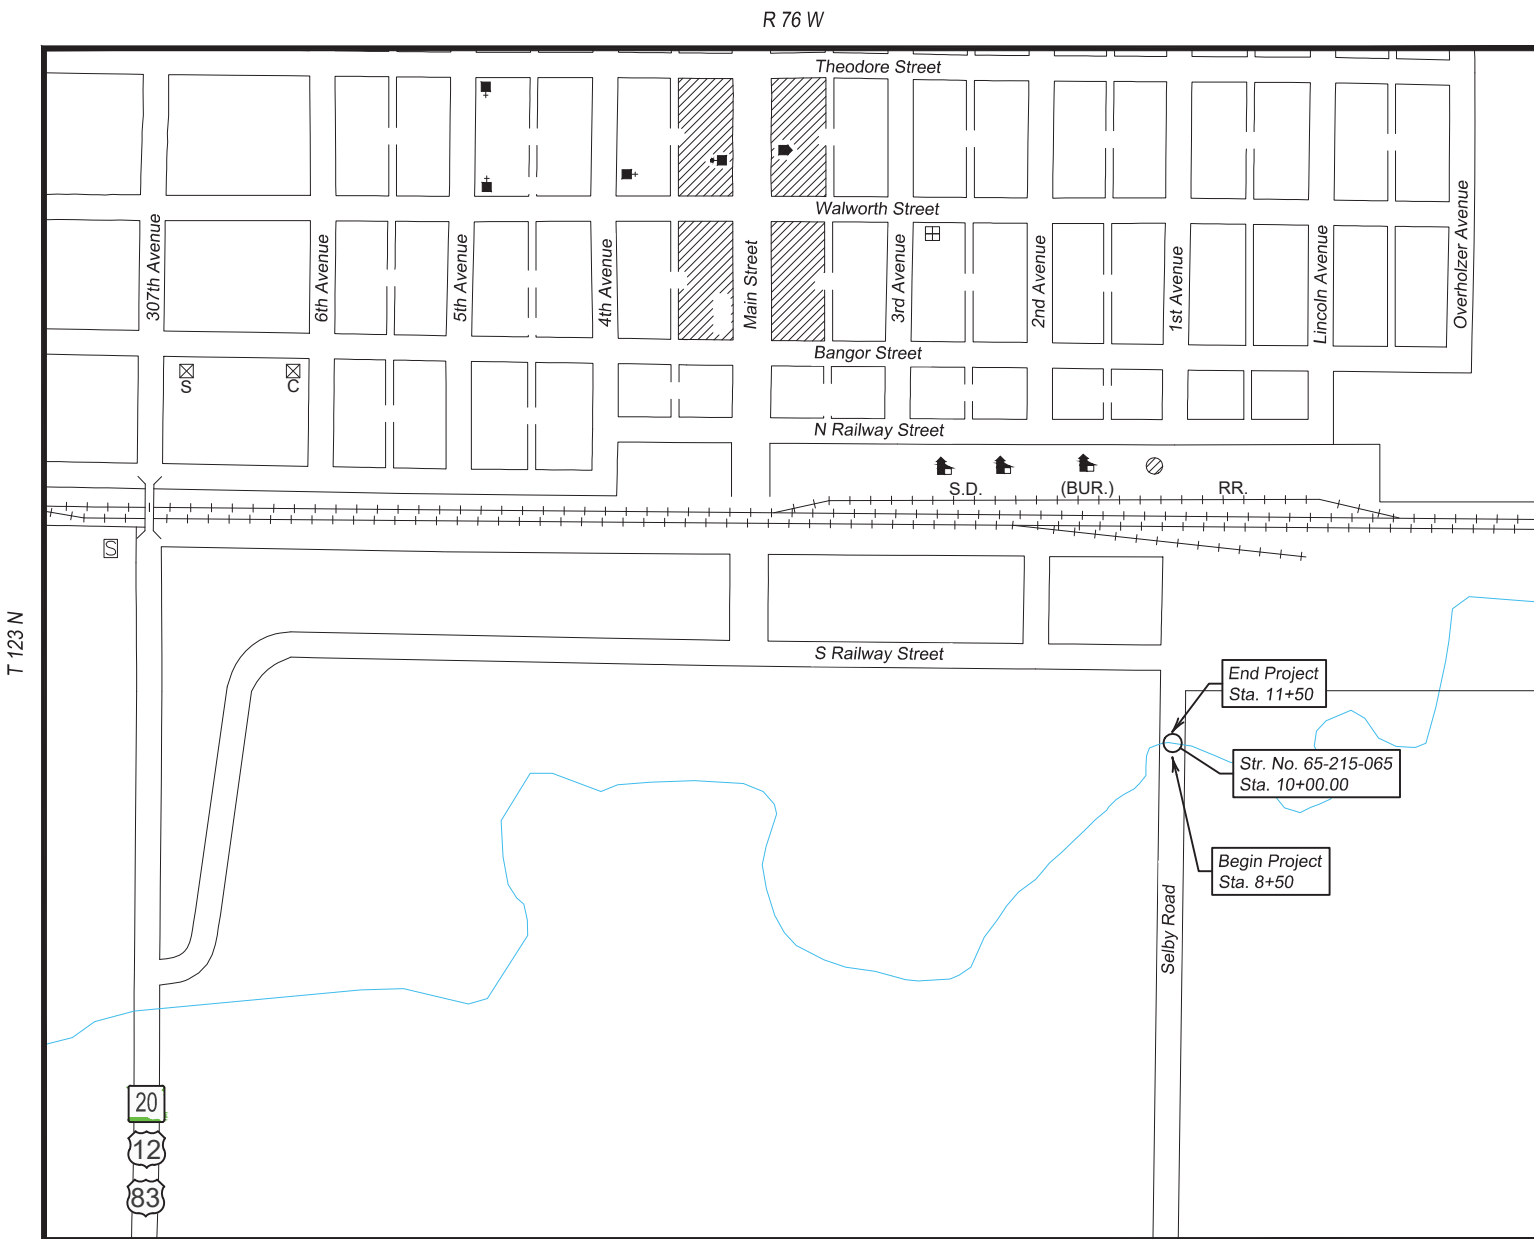 R 76 W
Theodore Street
Walworth Street
307th Avenue
6th Avenue
5th Avenue
4th Avenue
Main Street
3rd Avenue
2nd Avenue
1st Avenue
Lincoln Avenue
Overholzer Avenue
Bangor Street
S
C
N Railway Street
S.D.
(BUR.)
RR.
S
T 123 N
S Railway Street
End Project
Sta. 11+50
Str. No. 65-215-065
Sta. 10+00.00
Begin Project
Sta. 8+50
Selby Road
20
12
83